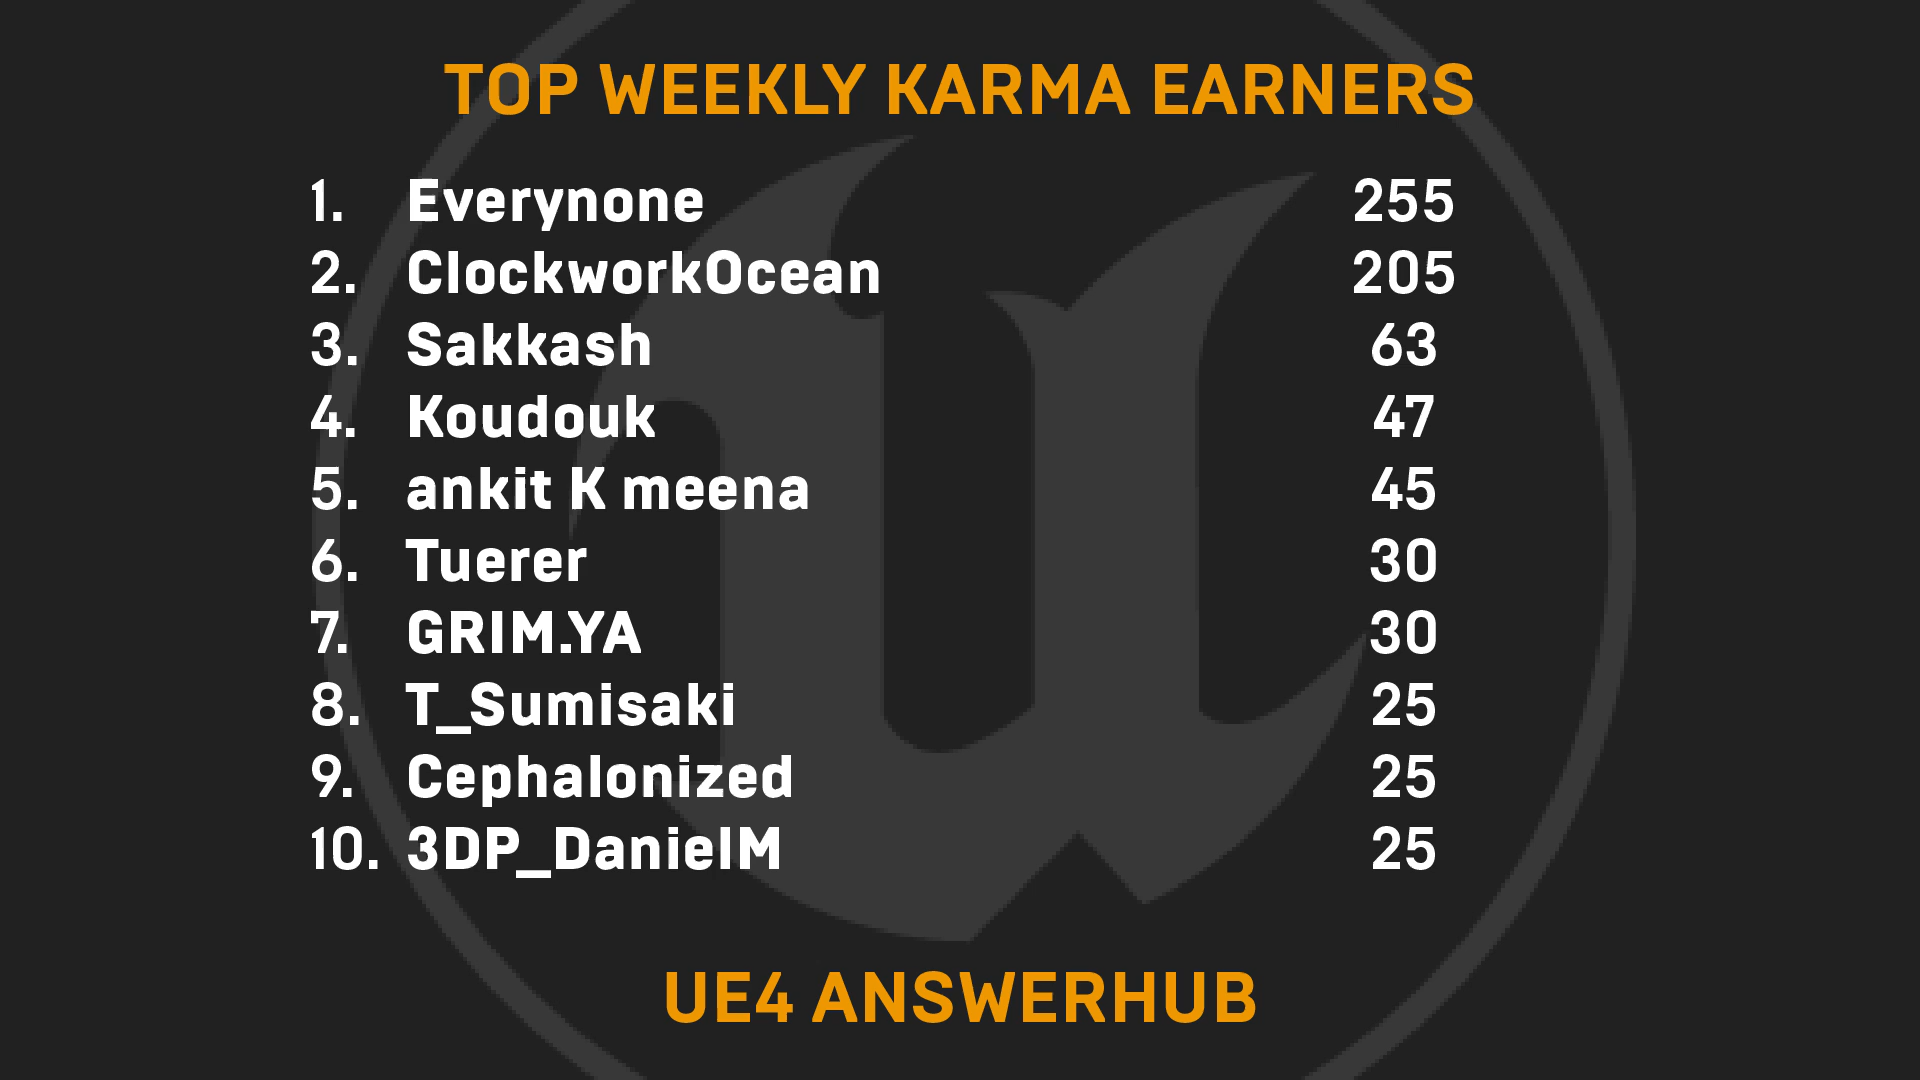 TOP WEEKLY KARMA EARNERS
1. Everynone 255
2. ClockworkOcean 205
3. Sakkash 63
4. Koudouk 47
5. ankit K meena 45
6. Tuerer 30
7. GRIM.YA 30
8. T_Sumisaki 25
9. Cephalonized 25
10. 3DP_DanielM 25
UE4 ANSWERHUB